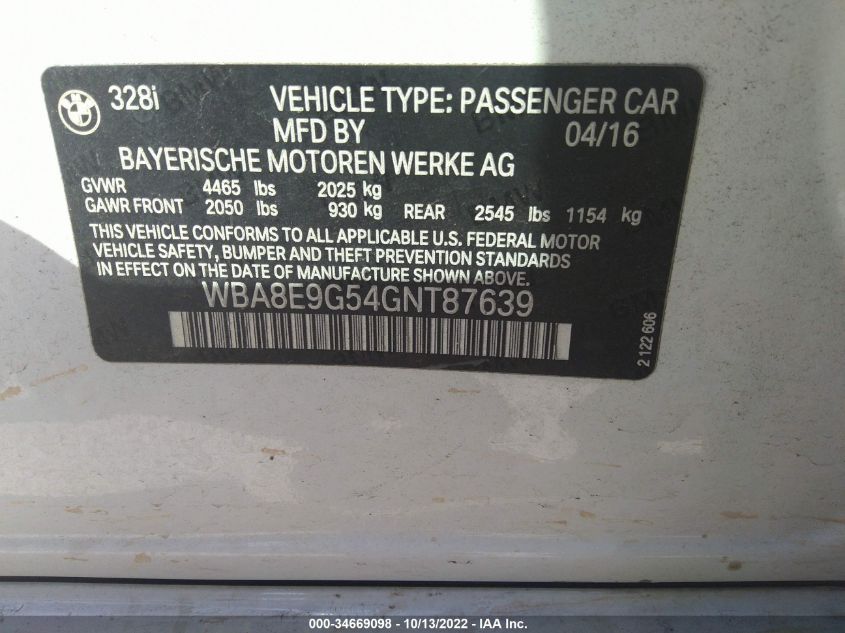 328i VEHICLE TYPE: PASSENGER CAR
MFD BY 04/16
BAYERISCHE MOTOREN WERKE AG
GVWR 4465 lbs 2025 kg
GAWR FRONT 2050 lbs 930 kg REAR 2545 lbs 1154 kg
THIS VEHICLE CONFORMS TO ALL APPLICABLE U.S. FEDERAL MOTOR
VEHICLE SAFETY, BUMPER AND THEFT PREVENTION STANDARDS
IN EFFECT ON THE DATE OF MANUFACTURE SHOWN ABOVE
WBA8E9G54GNT87639
2 122 606
000-34669098 - 10/13/2022 - IAA Inc.